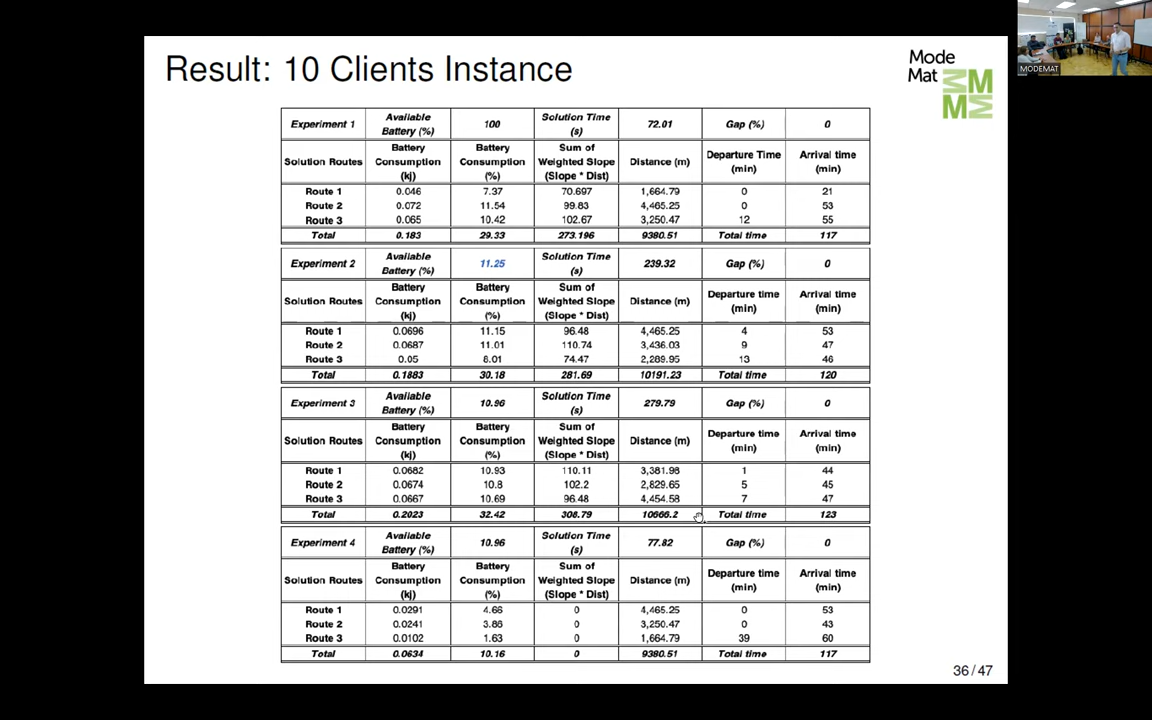 Result: 10 Clients Instance
Mode
Mat
MODEMAT
Experiment 1 Available Battery (%) 100 Solution Time (s) 72.01 Gap (%) 0
Solution Routes Battery Consumption (kj) Battery Consumption (%) Sum of Weighted Slope (Slope * Dist) Distance (m) Departure Time (min) Arrival time (min)
Route 1 0.046 7.37 70.697 1,664.79 0 21
Route 2 0.072 11.54 99.83 4,465.25 0 53
Route 3 0.065 10.42 102.67 3,250.47 12 55
Total 0.183 29.33 273.196 9380.51 Total time 117
Experiment 2 Available Battery (%) 11.25 Solution Time (s) 239.32 Gap (%) 0
Solution Routes Battery Consumption (kj) Battery Consumption (%) Sum of Weighted Slope (Slope * Dist) Distance (m) Departure time (min) Arrival time (min)
Route 1 0.0696 11.15 96.48 4,465.25 4 53
Route 2 0.0687 11.01 110.74 3,436.03 9 47
Route 3 0.05 8.01 74.47 2,289.95 13 46
Total 0.1883 30.18 281.69 10191.23 Total time 120
Experiment 3 Available Battery (%) 10.96 Solution Time (s) 279.79 Gap (%) 0
Solution Routes Battery Consumption (kj) Battery Consumption (%) Sum of Weighted Slope (Slope * Dist) Distance (m) Departure time (min) Arrival time (min)
Route 1 0.0682 10.93 110.11 3,381.98 1 44
Route 2 0.0674 10.8 102.2 2,829.65 5 45
Route 3 0.0667 10.69 96.48 4,454.58 7 47
Total 0.2023 32.42 308.79 10666.2 Total time 123
Experiment 4 Available Battery (%) 10.96 Solution Time (s) 77.82 Gap (%) 0
Solution Routes Battery Consumption (kj) Battery Consumption (%) Sum of Weighted Slope (Slope * Dist) Distance (m) Departure time (min) Arrival time (min)
Route 1 0.0291 4.66 0 4,465.25 0 53
Route 2 0.0241 3.86 0 3,250.47 0 43
Route 3 0.0102 1.63 0 1,664.79 39 60
Total 0.0634 10.16 0 9380.51 Total time 117
36 / 47